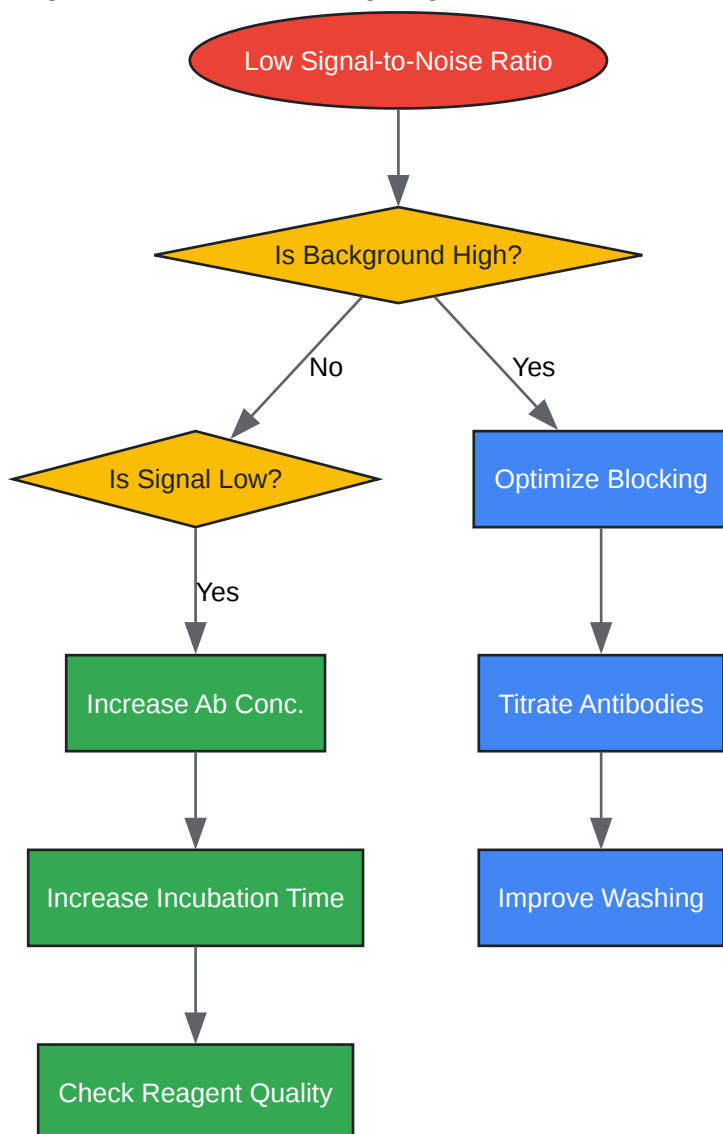 Low Signal-to-Noise Ratio
Is Background High?
No
Yes
Is Signal Low?
Optimize Blocking
Yes
Increase Ab Conc.
Titrate Antibodies
Increase Incubation Time
Improve Washing
Check Reagent Quality